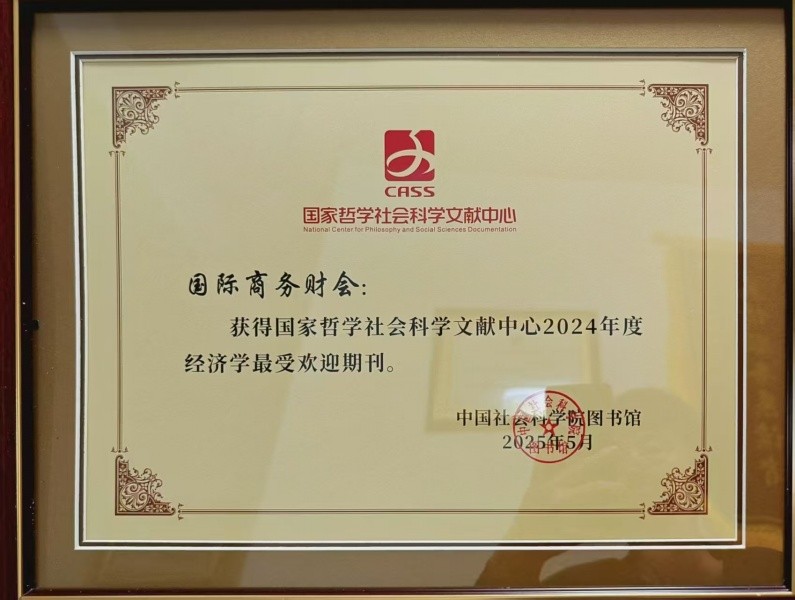 CASS
国家哲学社会科学文献中心
National Center for Philosophy and Social Sciences Documentation
国际商务财会：
获得国家哲学社会科学文献中心2024年度
经济学最受欢迎期刊。
中国社会科学院图书馆
2025年5月